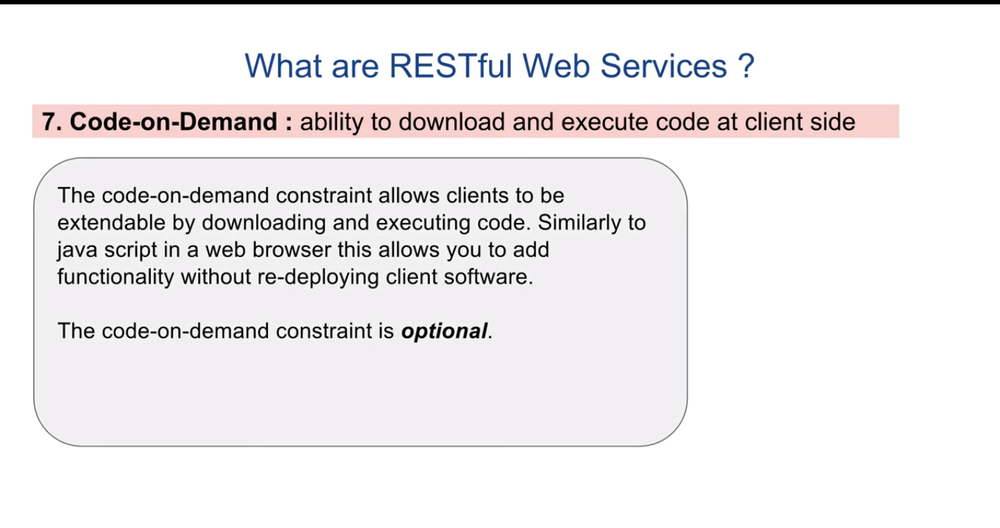 What are RESTful Web Services ?
7. Code-on-Demand : ability to download and execute code at client side
The code-on-demand constraint allows clients to be
extendable by downloading and executing code. Similarly to
java script in a web browser this allows you to add
functionality without re-deploying client software.
The code-on-demand constraint is optional.